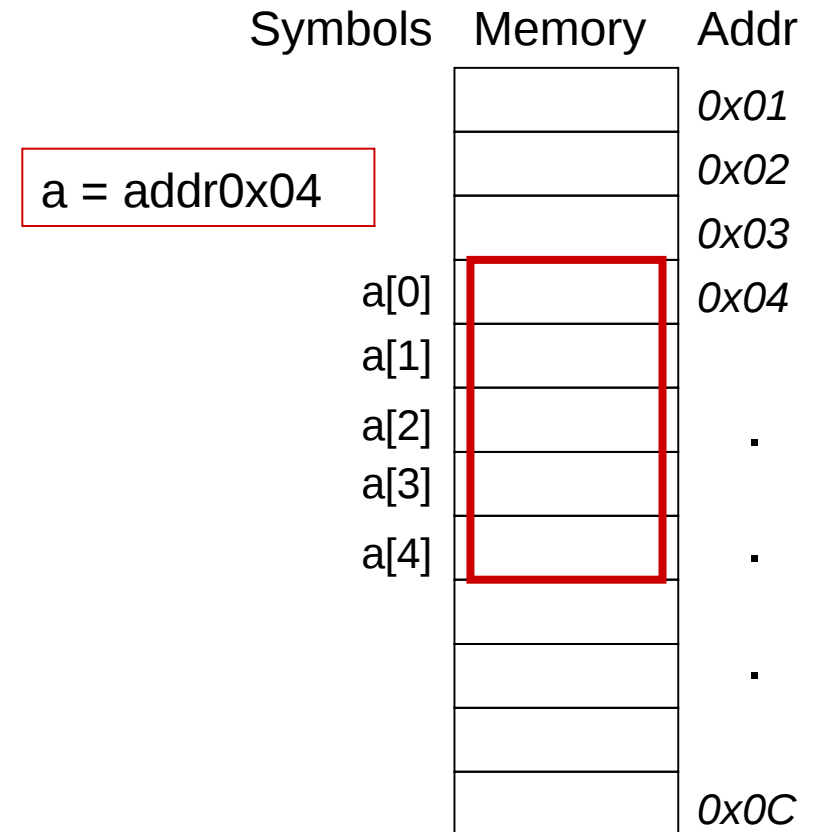 Symbols Memory Addr
0x01
0x02
a = addr0x04
0x03
a[0] 0x04
a[1]
a[2] .
a[3]
a[4] .
.
0x0C